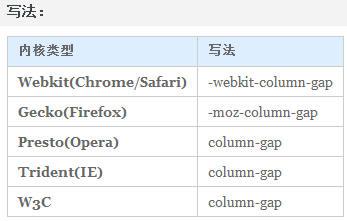 写法：
内核类型 写法
Webkit(Chrome/Safari) -webkit-column-gap
Gecko(Firefox) -moz-column-gap
Presto(Opera) column-gap
Trident(IE) column-gap
W3C column-gap